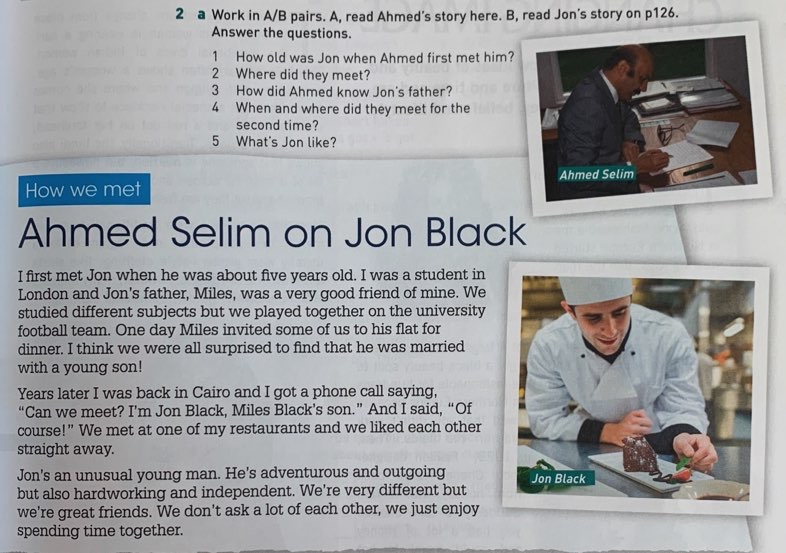 2 a Work in A/B pairs. A, read Ahmed's story here. B, read Jon's story on p126.
Answer the questions.
1 How old was Jon when Ahmed first met him?
2 Where did they meet?
3 How did Ahmed know Jon's father?
4 When and where did they meet for the
second time?
5 What's Jon like?
Ahmed Selim
How we met
Ahmed Selim on Jon Black
I first met Jon when he was about five years old. I was a student in
London and Jon's father, Miles, was a very good friend of mine. We
studied different subjects but we played together on the university
football team. One day Miles invited some of us to his flat for
dinner. I think we were all surprised to find that he was married
with a young son!
Years later I was back in Cairo and I got a phone call saying,
“Can we meet? I'm Jon Black, Miles Black's son.” And I said, “Of
course!” We met at one of my restaurants and we liked each other
straight away.
Jon's an unusual young man. He's adventurous and outgoing
but also hardworking and independent. We're very different but
we're great friends. We don't ask a lot of each other, we just enjoy
spending time together.
Jon Black